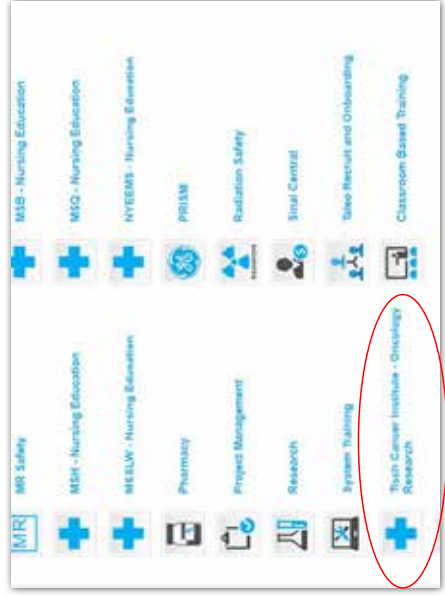 MR
MR Safety
MSB - Nursing Education
MSH - Nursing Education
MSQ - Nursing Education
MSSLW - Nursing Education
NYEEMS - Nursing Education
Pharmacy
PRISM
Project Management
Radiation Safety
Research
Sinai Central
System Training
Taleo Recruit and Onboarding
Tisch Cancer Institute - Oncology
Research
Classroom Based Training